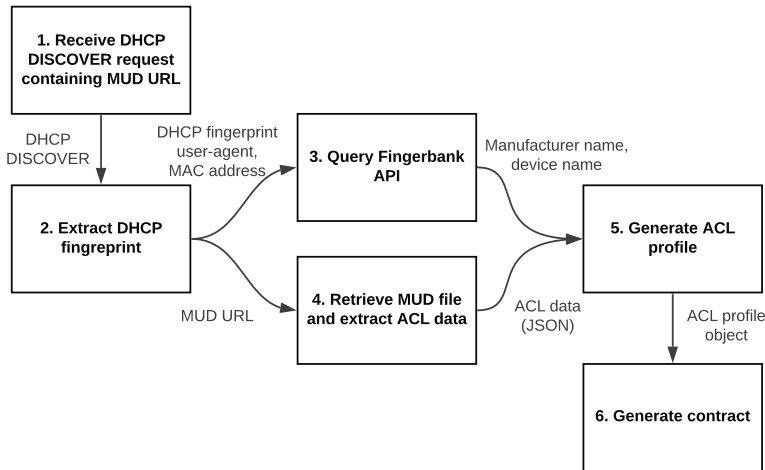 1. Receive DHCP
DISCOVER request
containing MUD URL
DHCP
DISCOVER
2. Extract DHCP
fingreprint
DHCP fingerprint
user-agent,
MAC address
MUD URL
3. Query Fingerbank
API
4. Retrieve MUD file
and extract ACL data
Manufacturer name,
device name
ACL data
(JSON)
5. Generate ACL
profile
ACL profile
object
6. Generate contract